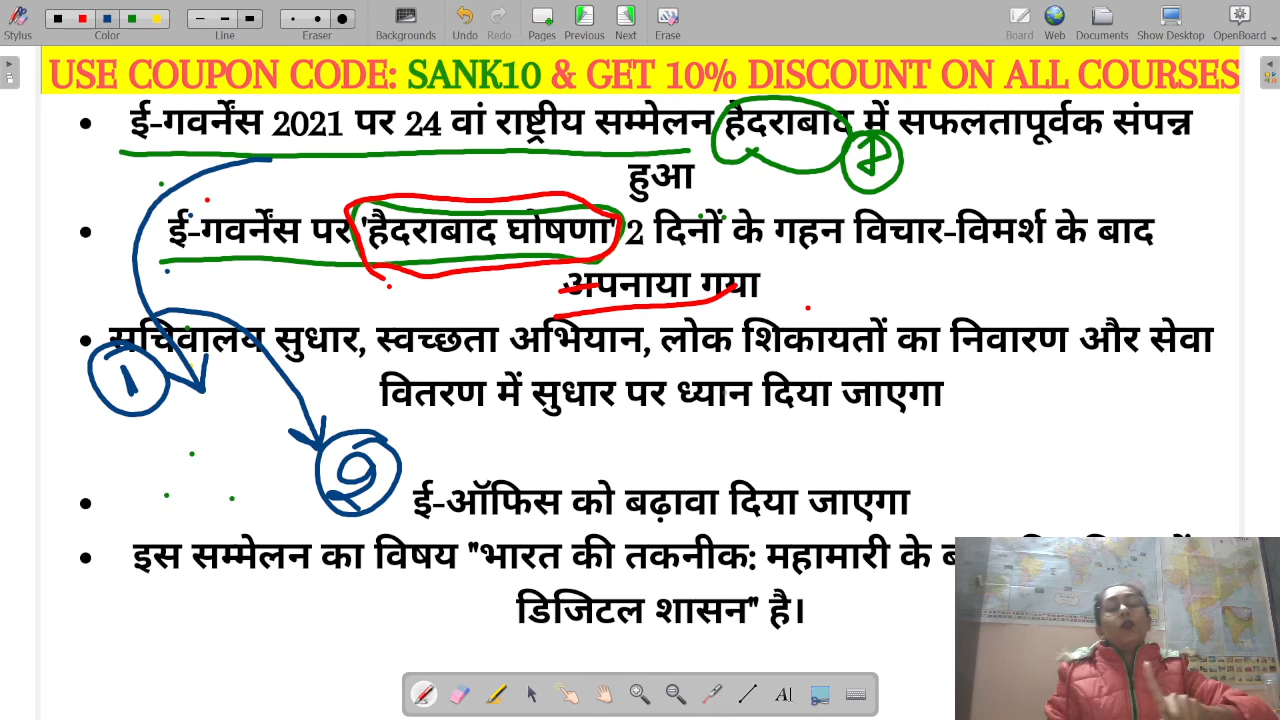 Stylus
Color
Line
Eraser
Backgrounds
Undo
Redo
Pages
Previous
Next
Erase
Board
Web
Documents
Show Desktop
OpenBoard
USE COUPON CODE: SANK10 & GET 10% DISCOUNT ON ALL COURSES
• ई-गवर्नेंस 2021 पर 24 वां राष्ट्रीय सम्मेलन हैदराबाद में सफलतापूर्वक संपन्न
हुआ
• ई-गवर्नेंस पर 'हैदराबाद घोषणा' 2 दिनों के गहन विचार-विमर्श के बाद
अपनाया गया
• सचिवालय सुधार, स्वच्छता अभियान, लोक शिकायतों का निवारण और सेवा
वितरण में सुधार पर ध्यान दिया जाएगा
1
2
• ई-ऑफिस को बढ़ावा दिया जाएगा
• इस सम्मेलन का विषय "भारत की तकनीक: महामारी के
डिजिटल शासन" है।